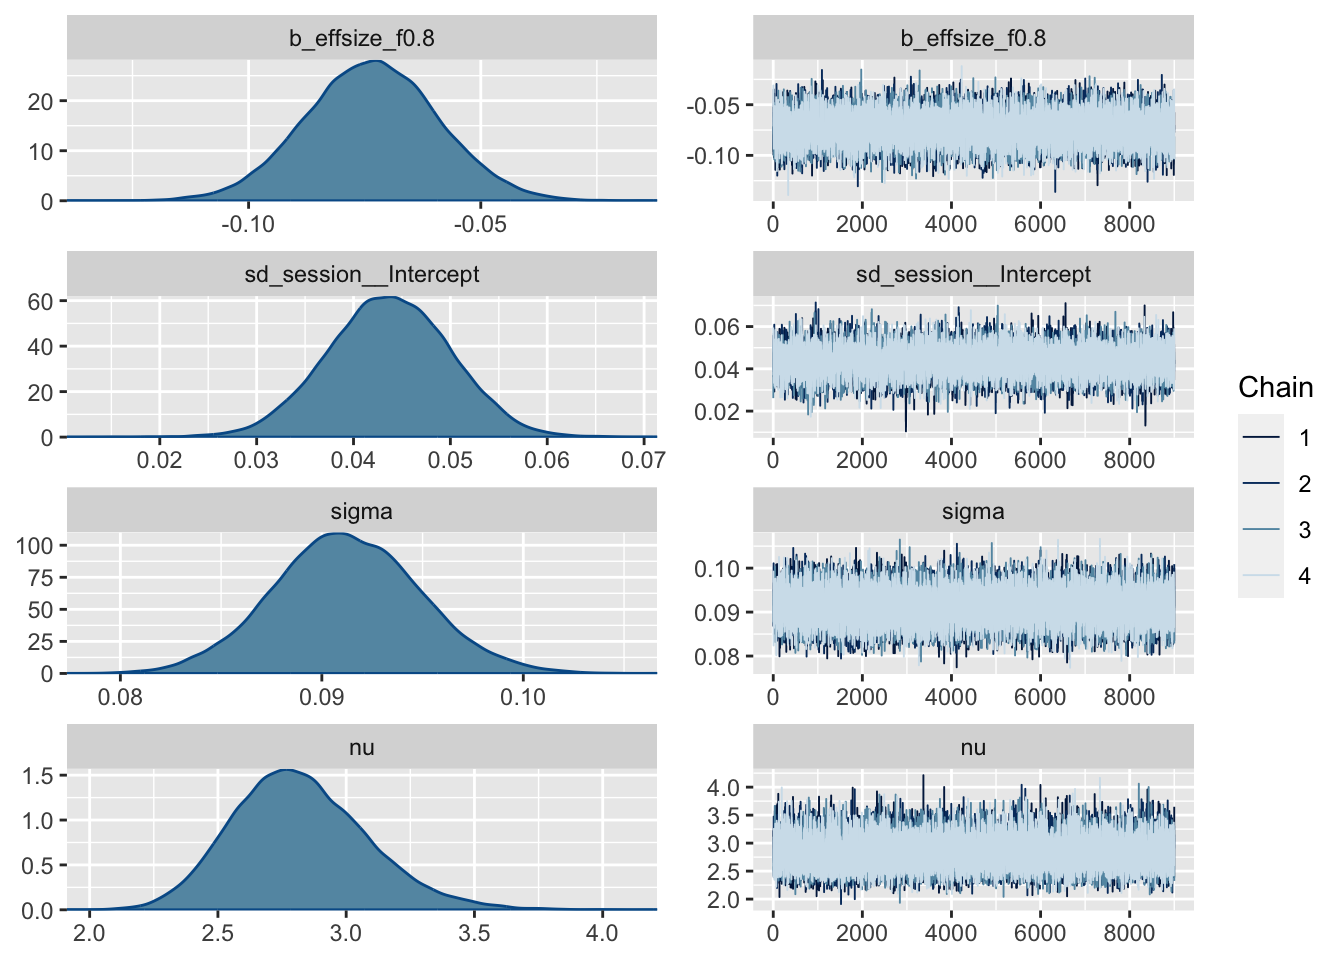 b_effsize_f0.8
20
10
0
-0.10 -0.05
b_effsize_f0.8
-0.05
-0.10
0 2000 4000 6000 8000
sd_session__Intercept
60
40
20
0
0.02 0.03 0.04 0.05 0.06 0.07
sd_session__Intercept
0.06
0.04
0.02
0 2000 4000 6000 8000
sigma
100
75
50
25
0
0.08 0.09 0.10
sigma
0.10
0.09
0.08
0 2000 4000 6000 8000
nu
1.5
1.0
0.5
0.0
2.0 2.5 3.0 3.5 4.0
nu
4.0
3.5
3.0
2.5
2.0
0 2000 4000 6000 8000
Chain
1
2
3
4